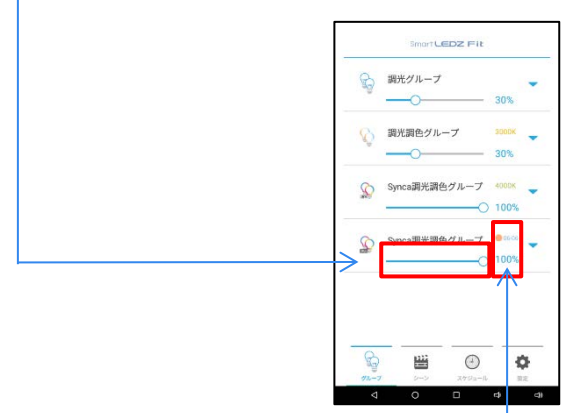 Smart LEDZ Fit
調光グループ
30%
調光調色グループ
3000K
30%
Synca調光調色グループ
4000K
100%
Synca調光調色グループ
100%
グループ
シーン
スケジュール
設定